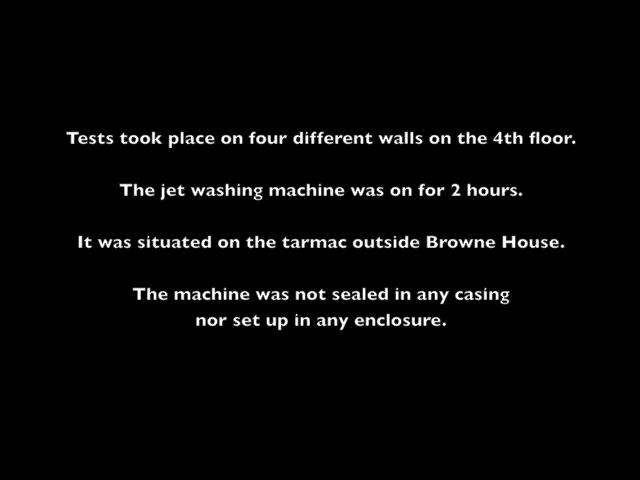 Tests took place on four different walls on the 4th floor.
The jet washing machine was on for 2 hours.
It was situated on the tarmac outside Browne House.
The machine was not sealed in any casing
nor set up in any enclosure.